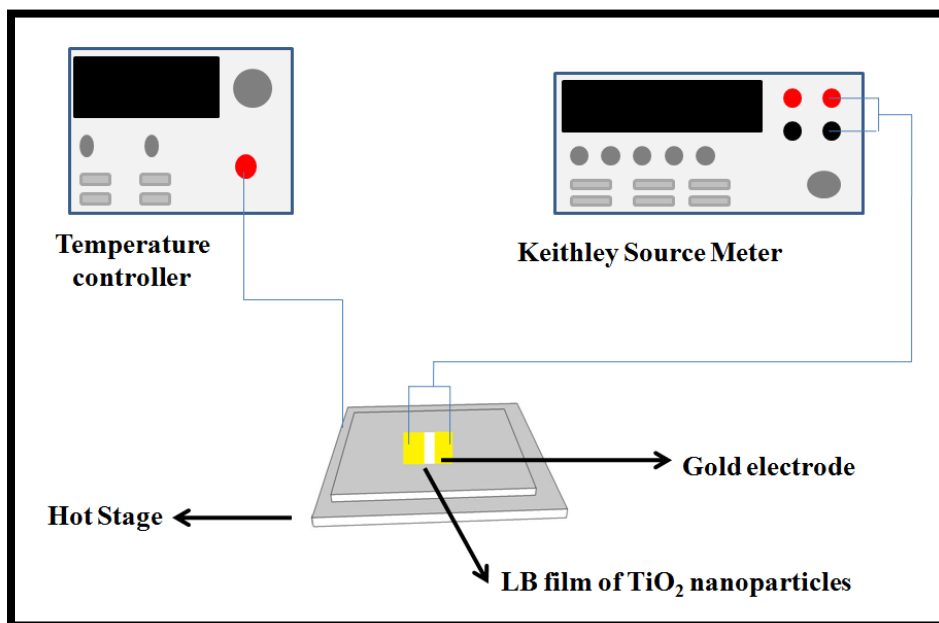 Temperature
controller
Keithley Source Meter
Gold electrode
Hot Stage
LB film of TiO₂ nanoparticles